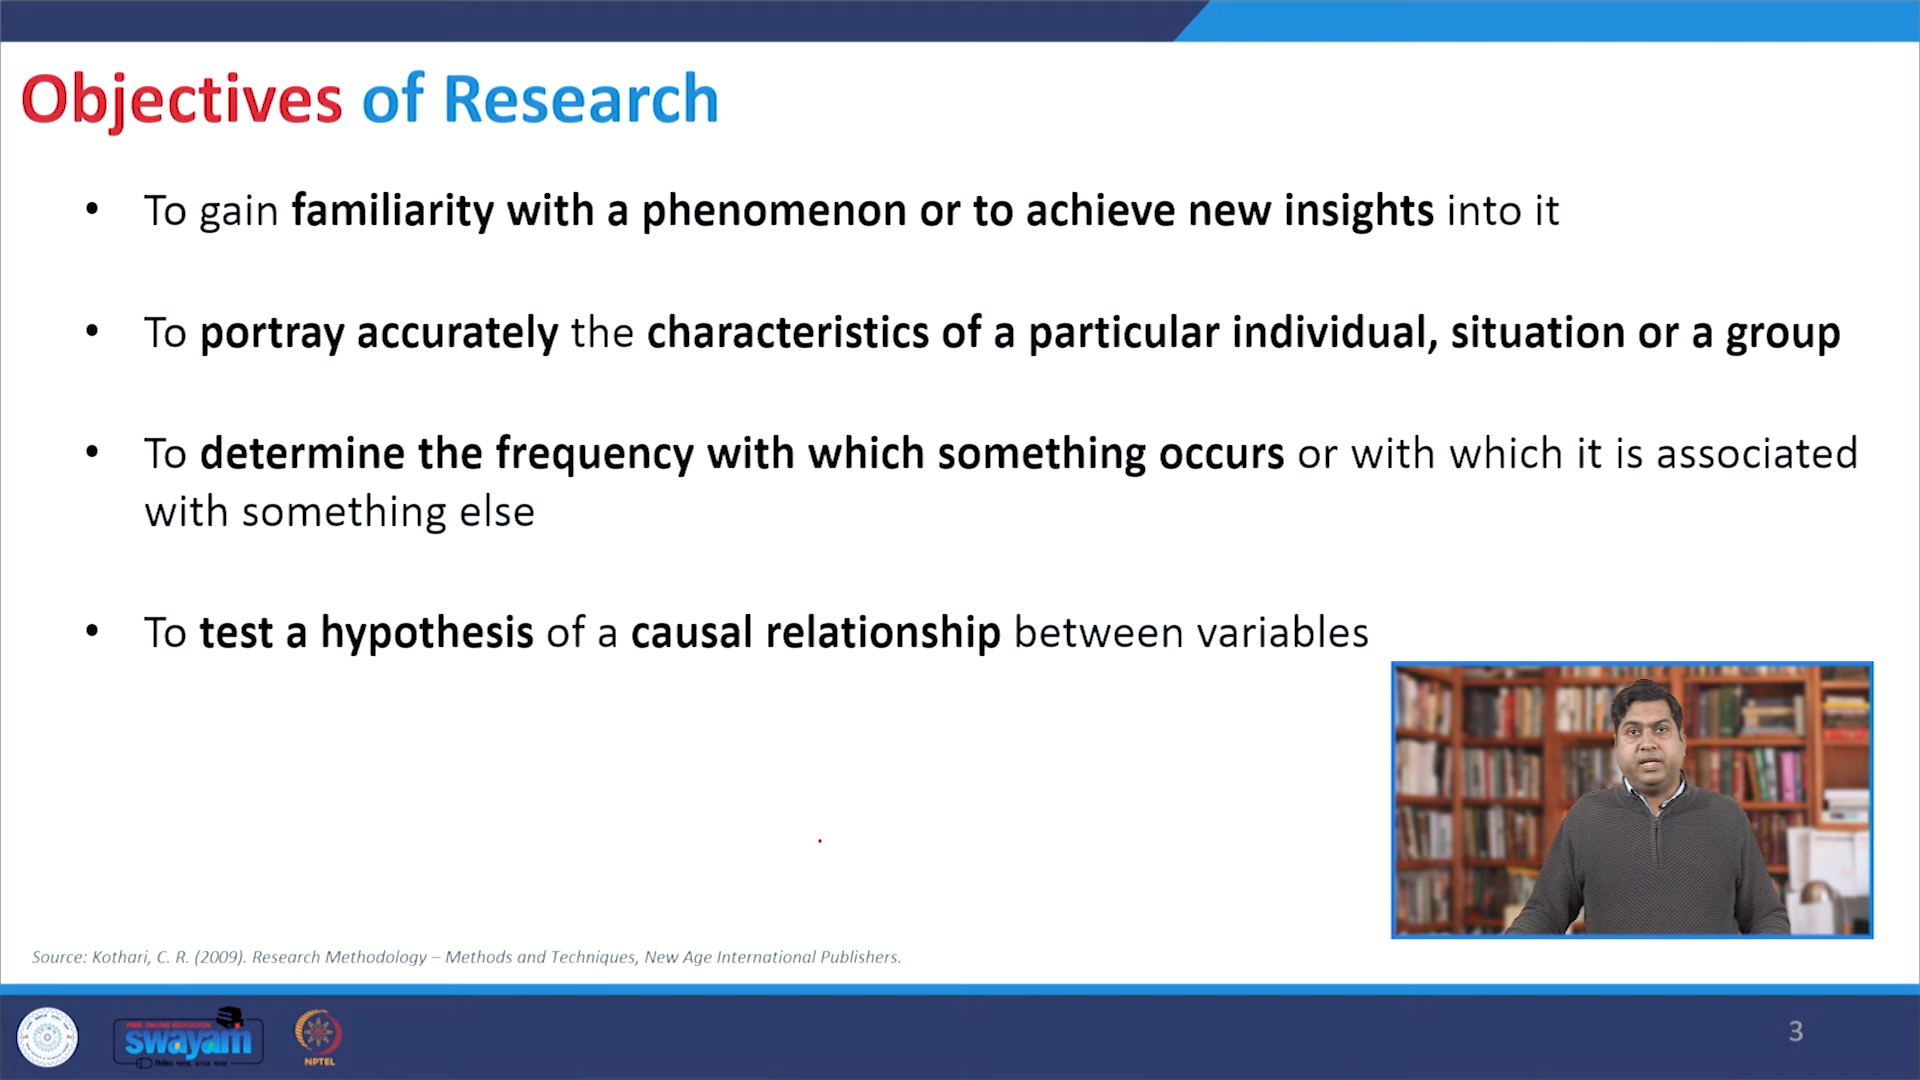 Objectives of Research
• To gain familiarity with a phenomenon or to achieve new insights into it
• To portray accurately the characteristics of a particular individual, situation or a group
• To determine the frequency with which something occurs or with which it is associated
with something else
• To test a hypothesis of a causal relationship between variables
Source: Kothari, C. R. (2009). Research Methodology – Methods and Techniques, New Age International Publishers.
FREE ONLINE EDUCATION
swayam
NPTEL
3